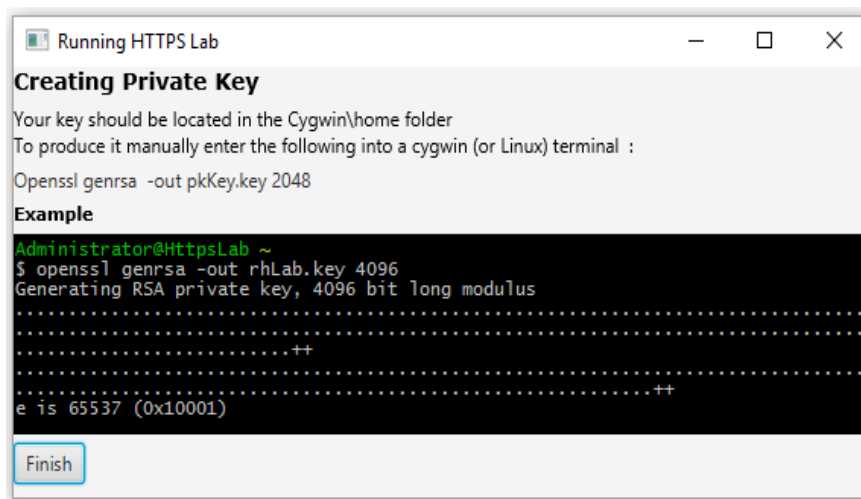 Running HTTPS Lab
Creating Private Key
Your key should be located in the Cygwin\home folder
To produce it manually enter the following into a cygwin (or Linux) terminal :
Openssl genrsa -out pkKey.key 2048
Example
Administrator@HttpsLab ~
$ openssl genrsa -out rhLab.key 4096
Generating RSA private key, 4096 bit long modulus
................................................................................
................................................................................
..........................++
................................................................................
............................................................++
e is 65537 (0x10001)
Finish